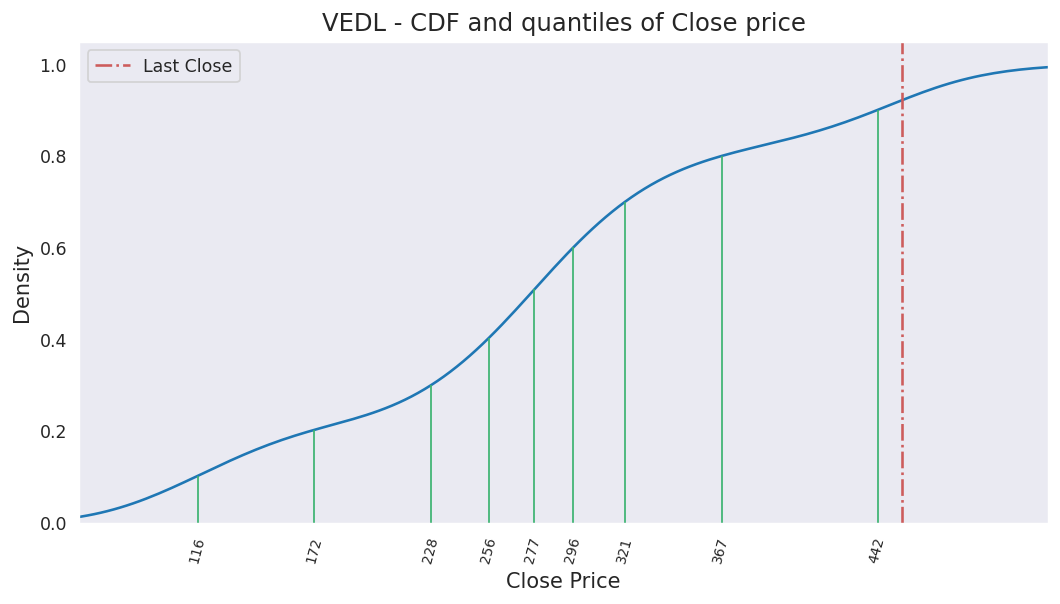 VEDL - CDF and quantiles of Close price
Last Close
1.0
0.8
0.6
0.4
0.2
0.0
Density
116 172 228 256 277 296 321 367 442
Close Price